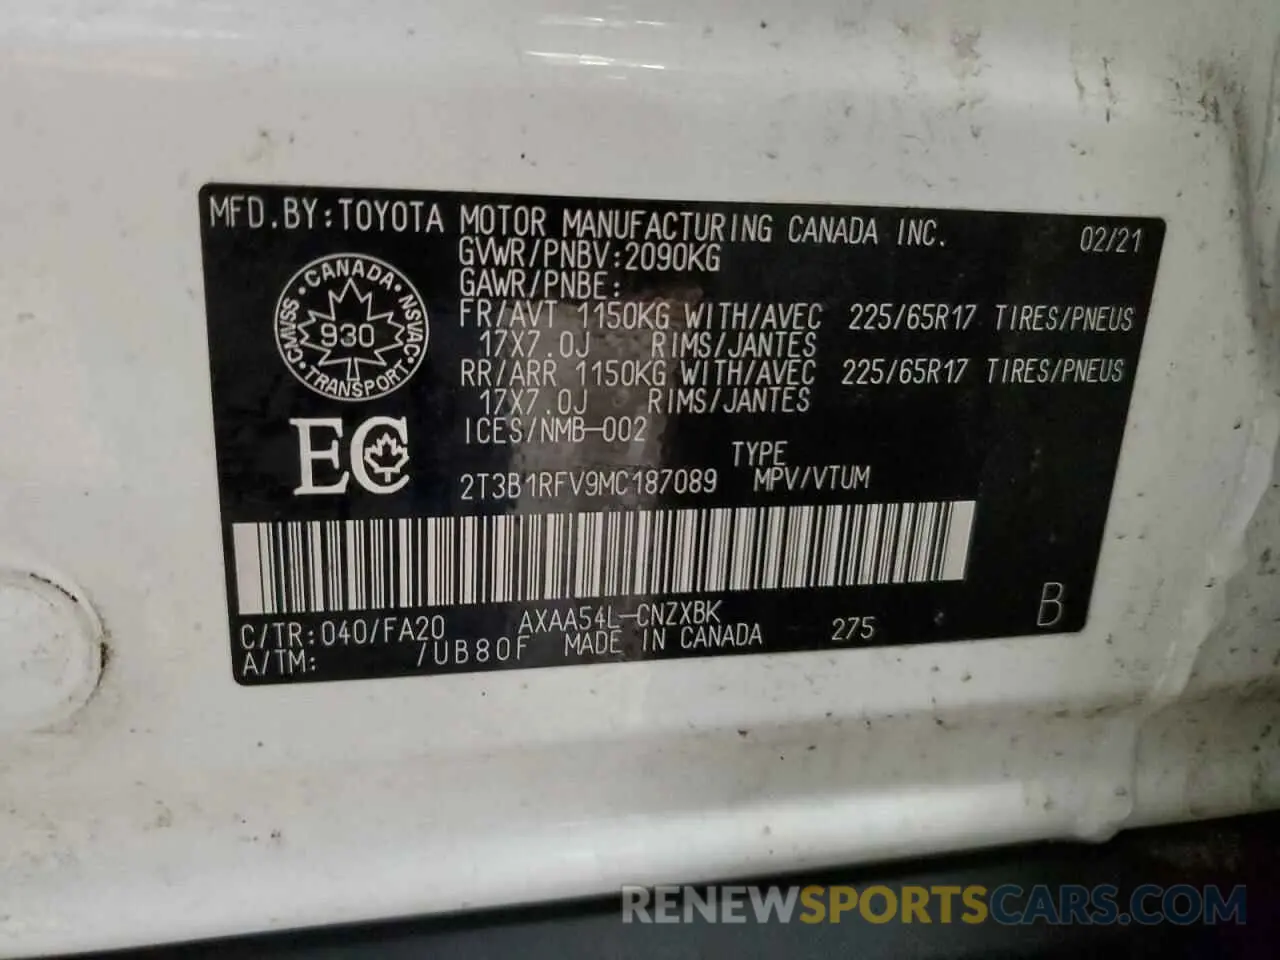 MFD.BY:TOYOTA MOTOR MANUFACTURING CANADA INC. 02/21
GVWR/PNBV:2090KG
GAWR/PNBE:
FR/AVT 1150KG WITH/AVEC 225/65R17 TIRES/PNEUS
17X7.0J RIMS/JANTES
RR/ARR 1150KG WITH/AVEC 225/65R17 TIRES/PNEUS
17X7.0J RIMS/JANTES
ICES/NMB-002
CANADA
CMVSS 930 NSVAC
TRANSPORT
EC
TYPE
2T3B1RFV9MC187089 MPV/VTUM
C/TR:040/FA20 AXAA54L-CNZXBK
A/TM: /UB80F MADE IN CANADA 275 B
RENEWSPORTSCARS.COM